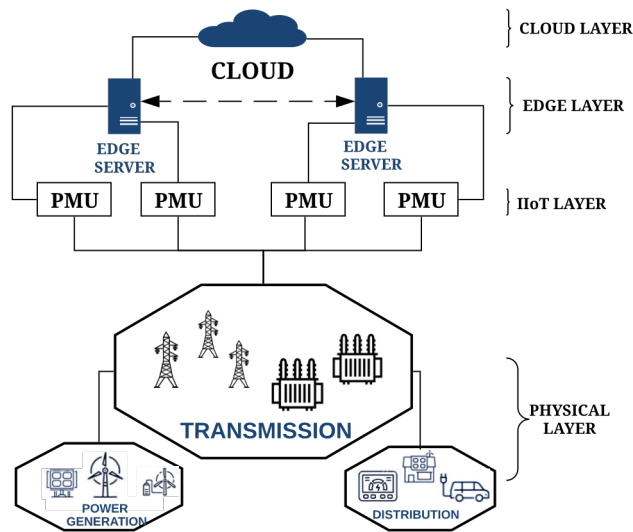 CLOUD LAYER
CLOUD
EDGE LAYER
EDGE
SERVER
EDGE
SERVER
PMU
PMU
PMU
PMU
IIoT LAYER
TRANSMISSION
PHYSICAL
LAYER
POWER
GENERATION
DISTRIBUTION